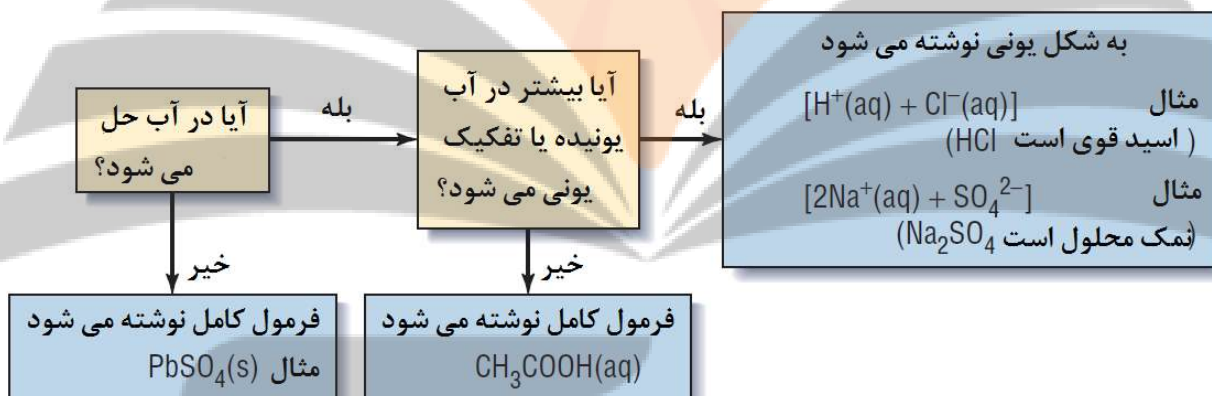 آیا در آب حل
می شود؟
بله
خیر
آیا بیشتر در آب
یونیده یا تفکیک
یونی می شود؟
بله
خیر
به شکل یونی نوشته می شود
مثال [H⁺(aq) + Cl⁻(aq)]
( اسید قوی است HCl)
مثال [2Na⁺(aq) + SO₄²⁻]
(نمک محلول است Na₂SO₄)
فرمول کامل نوشته می شود
مثال PbSO₄(s)
فرمول کامل نوشته می شود
CH₃COOH(aq)